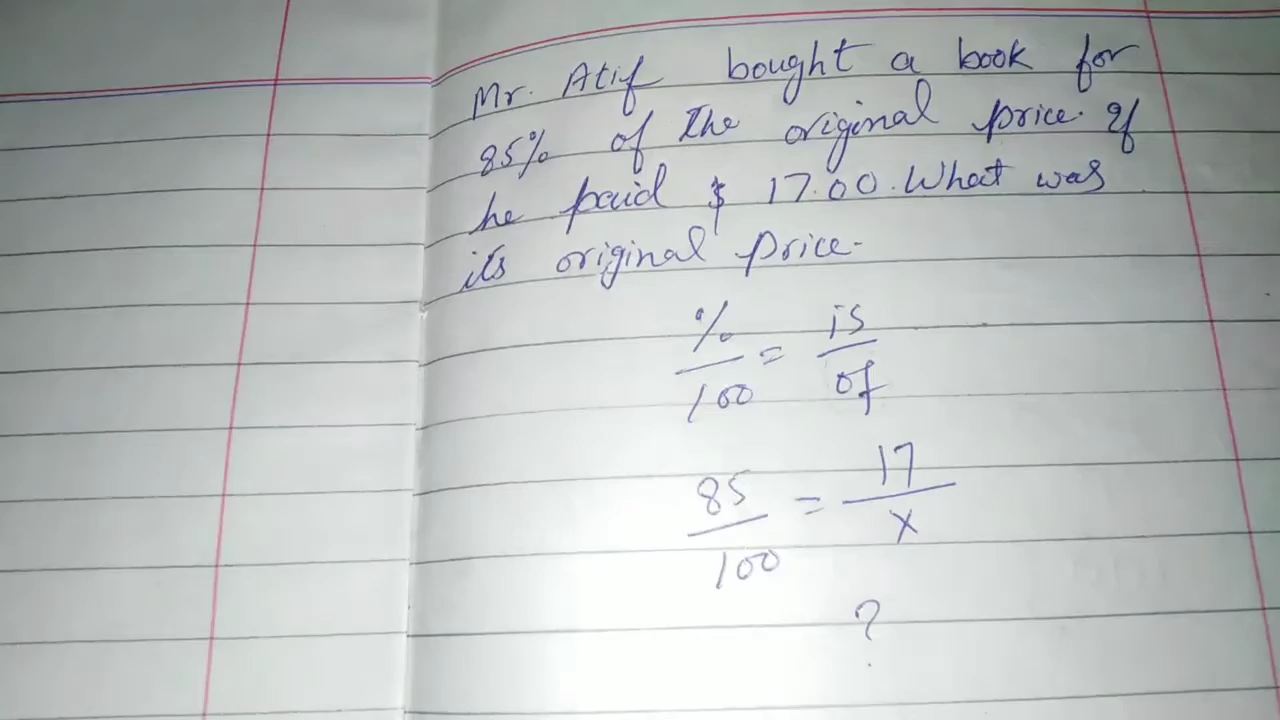 Mr. Atif bought a book for
85% of The original price. If
he paid $ 17.00. What was
its original price.
%/100 = is/of
85/100 = 17/x
?